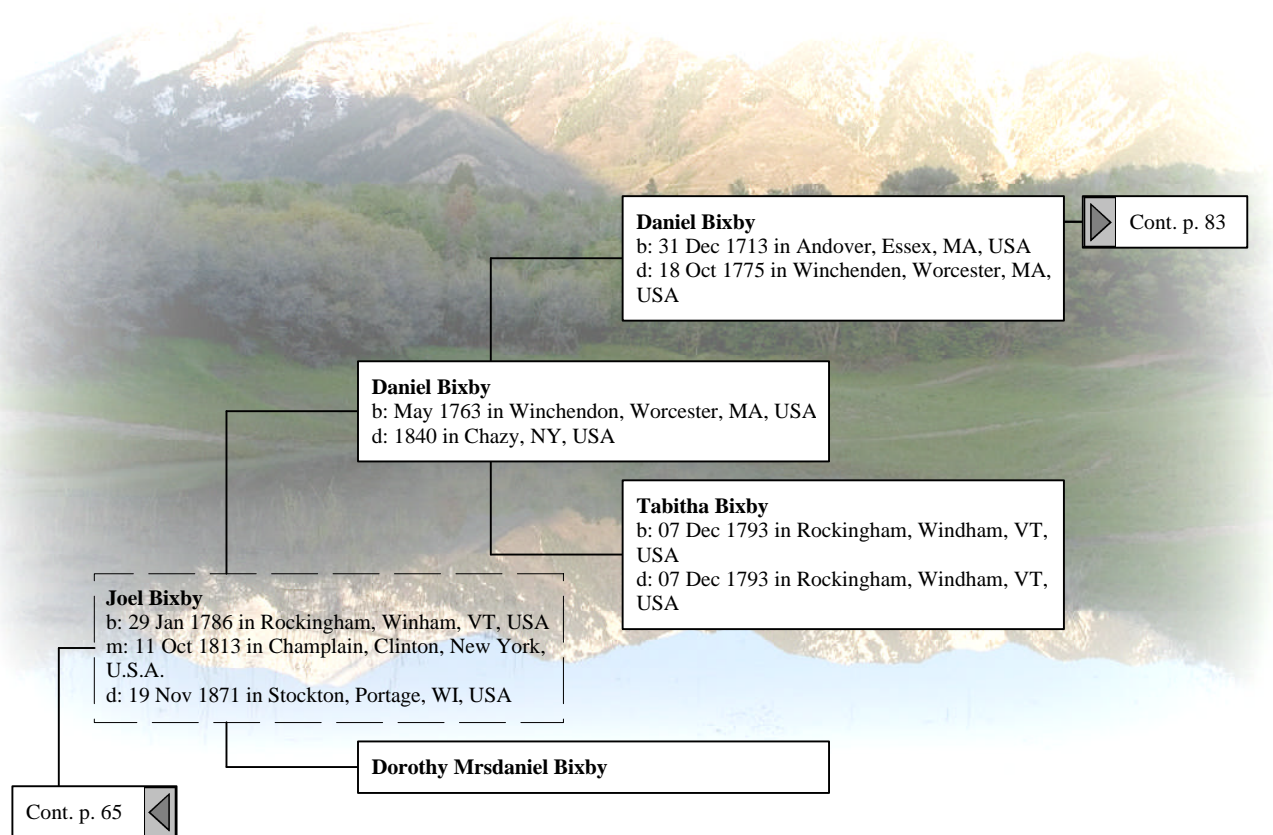 Daniel Bixby
b: 31 Dec 1713 in Andover, Essex, MA, USA
d: 18 Oct 1775 in Winchenden, Worcester, MA,
USA
Cont. p. 83
Daniel Bixby
b: May 1763 in Winchendon, Worcester, MA, USA
d: 1840 in Chazy, NY, USA
Tabitha Bixby
b: 07 Dec 1793 in Rockingham, Windham, VT,
USA
d: 07 Dec 1793 in Rockingham, Windham, VT,
USA
Joel Bixby
b: 29 Jan 1786 in Rockingham, Winham, VT, USA
m: 11 Oct 1813 in Champlain, Clinton, New York,
U.S.A.
d: 19 Nov 1871 in Stockton, Portage, WI, USA
Dorothy Mrsdaniel Bixby
Cont. p. 65